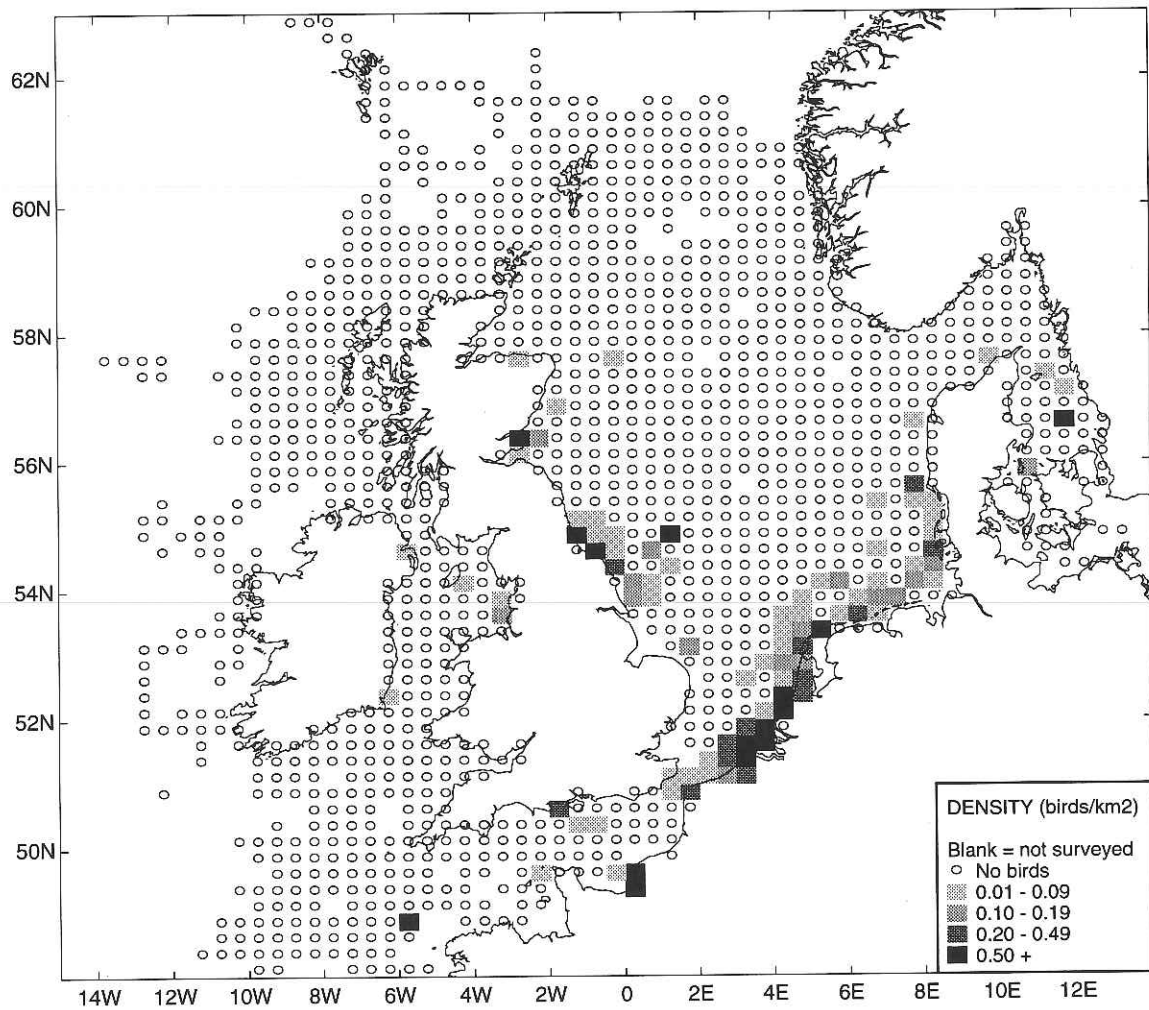 62N
60N
58N
56N
54N
52N
50N
DENSITY (birds/km2)
Blank = not surveyed
No birds
0.01 - 0.09
0.10 - 0.19
0.20 - 0.49
0.50 +
14W 12W 10W 8W 6W 4W 2W 0 2E 4E 6E 8E 10E 12E